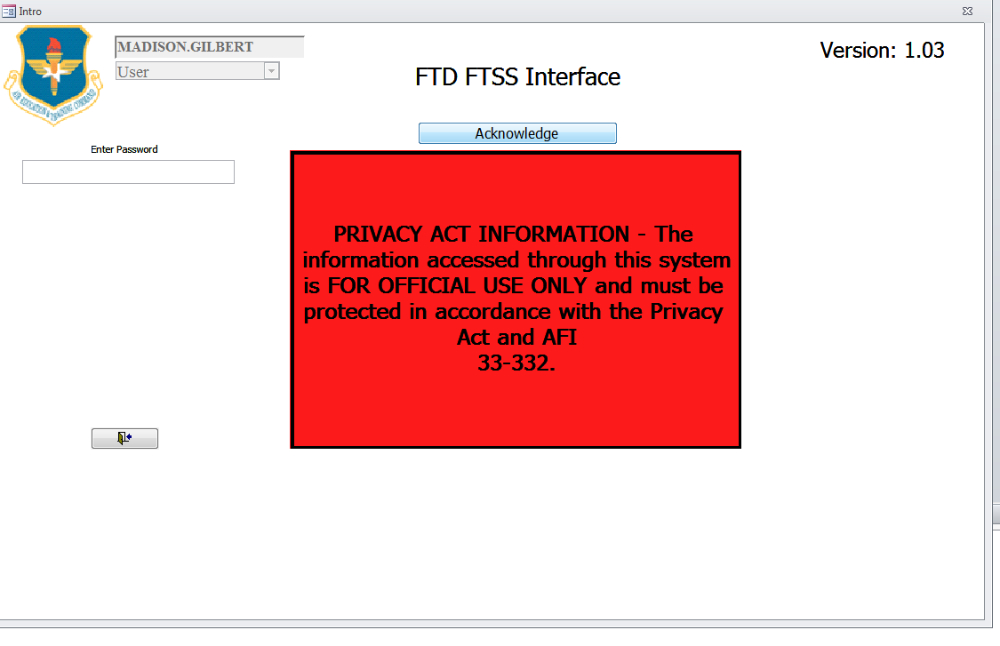 Intro
MADISON.GILBERT
User
Version: 1.03
FTD FTSS Interface
AIR EDUCATION & TRAINING COMMAND
Acknowledge
Enter Password
PRIVACY ACT INFORMATION - The
information accessed through this system
is FOR OFFICIAL USE ONLY and must be
protected in accordance with the Privacy
Act and AFI
33-332.